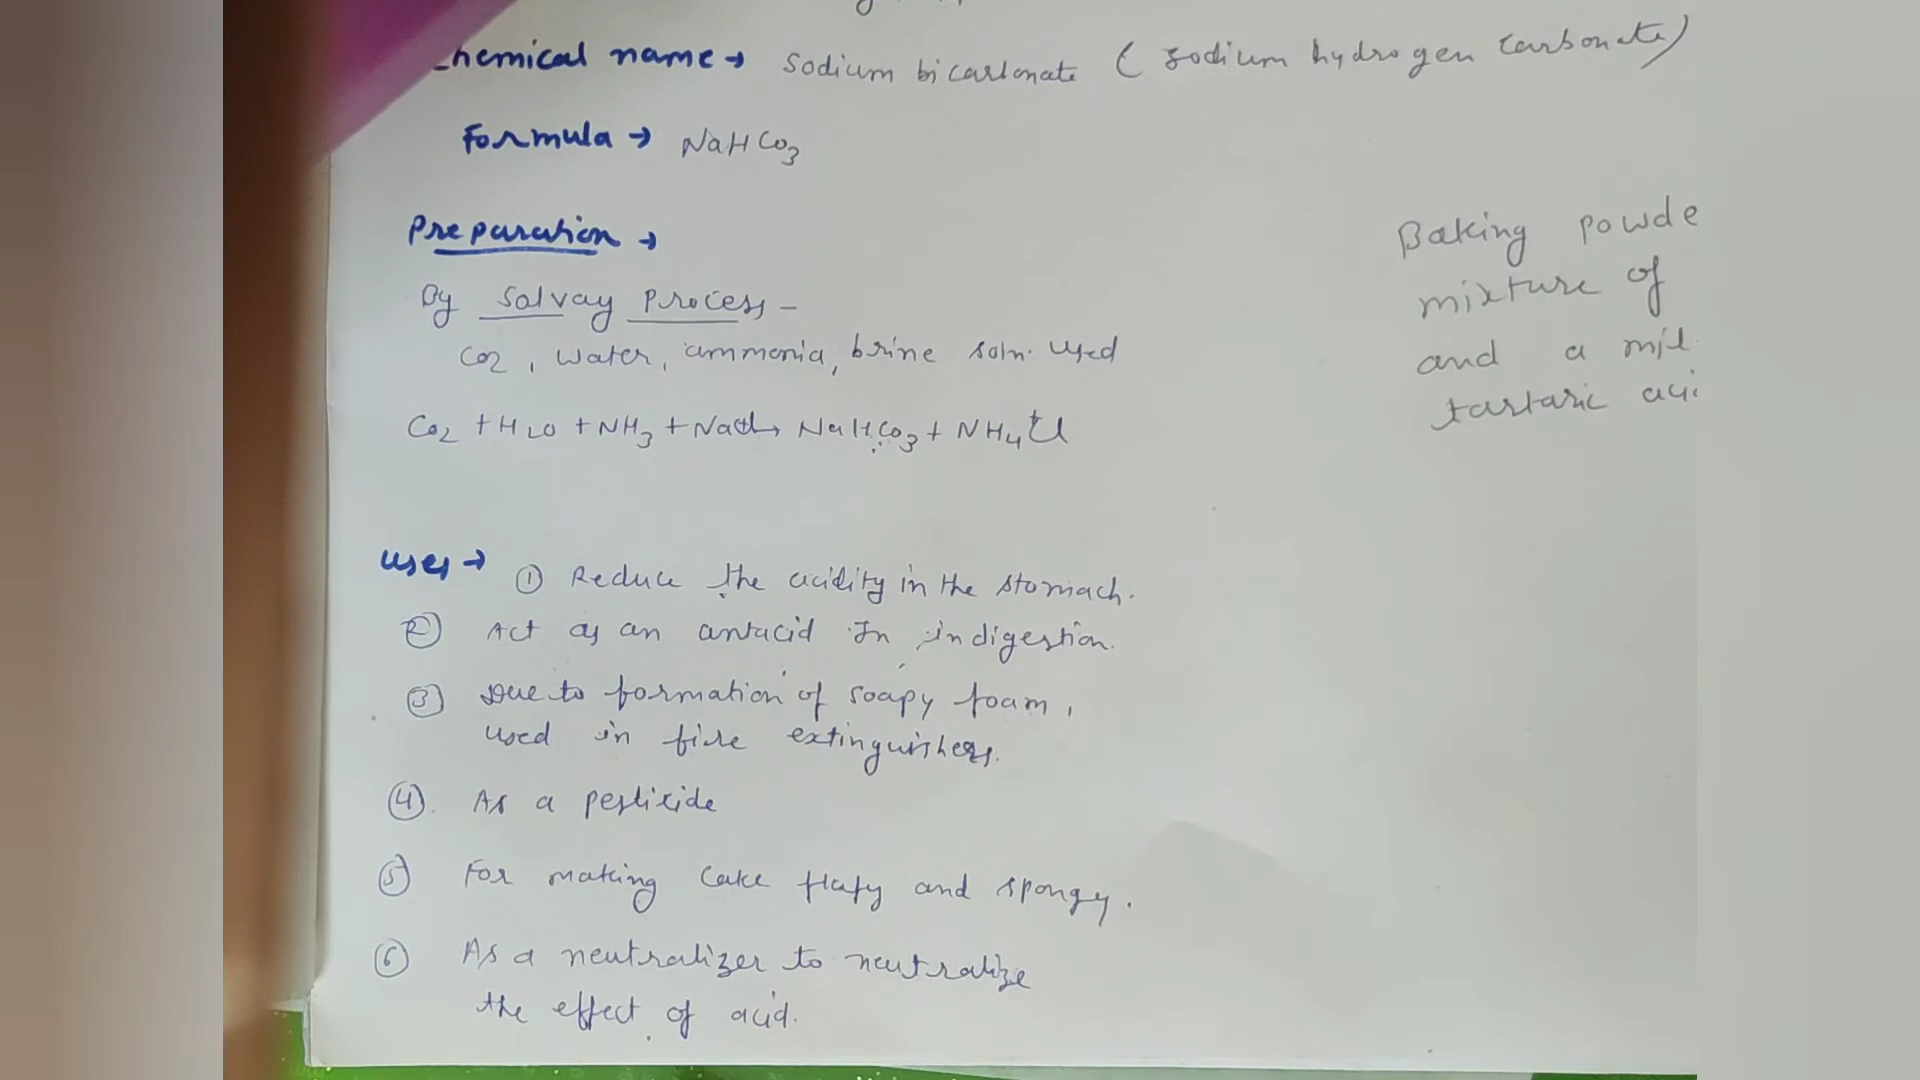 Chemical name → Sodium bicarbonate ( sodium hydrogen carbonate)
Formula → NaHCO3
Preparation →
By Solvay Process –
CO2 , water, ammonia, brine soln. used
CO2 + H2O + NH3 + NaCl → NaHCO3 + NH4Cl
Uses → ① Reduce the acidity in the stomach.
② Act as an antacid In indigestion.
③ Due to formation of soapy foam,
used in fire extinguishers.
④. As a pesticide
⑤ For making cake flafy and spongy.
⑥ As a neutralizer to neutralize
the effect of acid.
Baking powde
mixture of
and a mil
tartaric aci